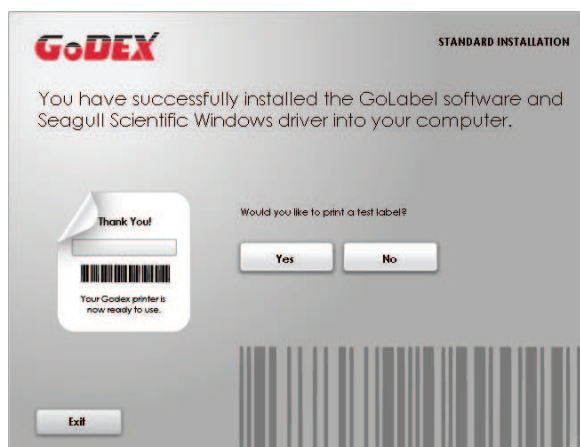 GoDEX
STANDARD INSTALLATION
You have successfully installed the GoLabel software and
Seagull Scientific Windows driver into your computer.
Thank You!
Your Godex printer is
now ready to use.
Would you like to print a test label?
Yes
No
Exit